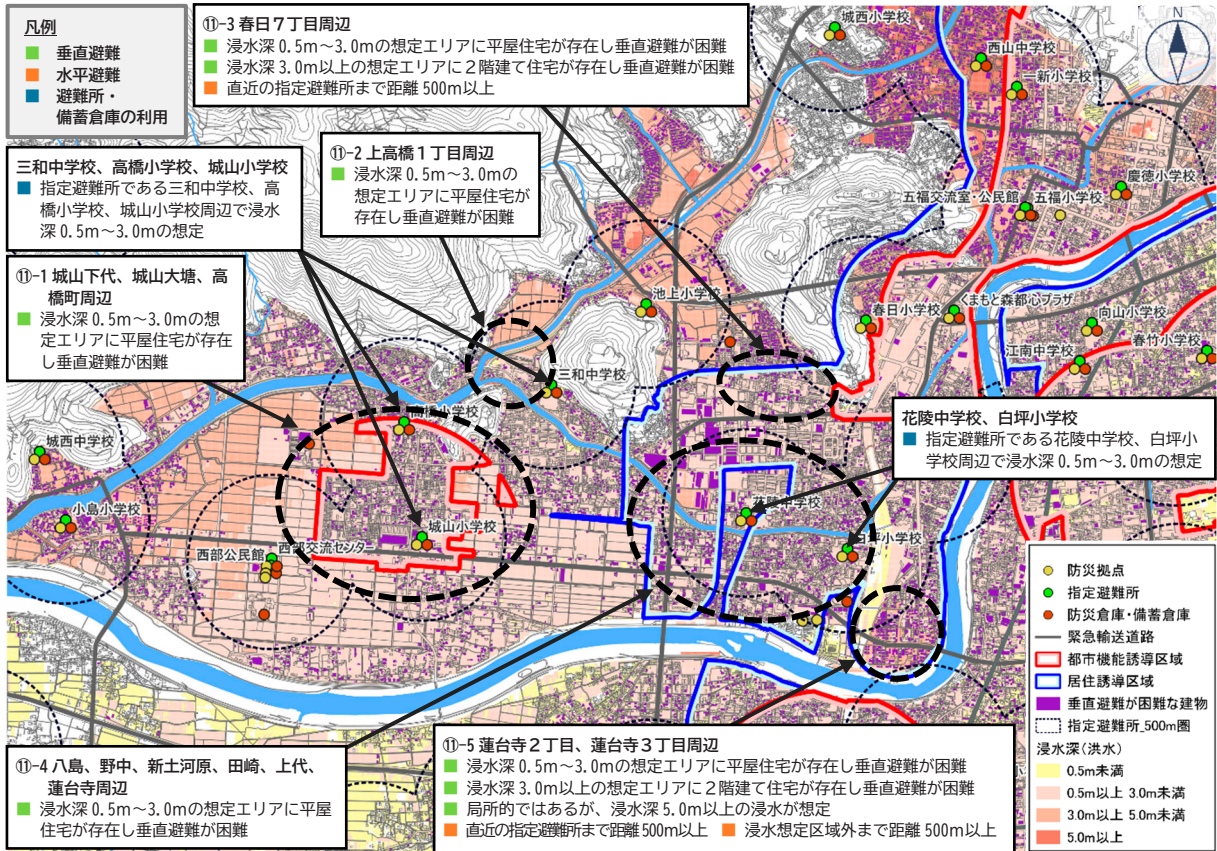 凡例
垂直避難
水平避難
避難所・
備蓄倉庫の利用
⑪-3 春日7丁目周辺
浸水深 0.5m~3.0mの想定エリアに平屋住宅が存在し垂直避難が困難
浸水深 3.0m以上の想定エリアに2階建て住宅が存在し垂直避難が困難
直近の指定避難所まで距離 500m以上
城西小学校
西山中学校
一新小学校
N
三和中学校、高橋小学校、城山小学校
指定避難所である三和中学校、高
橋小学校、城山小学校周辺で浸水
深 0.5m~3.0mの想定
⑪-2 上高橋1丁目周辺
浸水深 0.5m~3.0mの
想定エリアに平屋住宅が
存在し垂直避難が困難
慶徳小学校
五福交流室・公民館
五福小学校
⑪-1 城山下代、城山大塘、高
橋町周辺
浸水深 0.5m~3.0mの想
定エリアに平屋住宅が存在
し垂直避難が困難
池上小学校
くまもと森都心プラザ
春日小学校
向山小学校
江南中学校
春竹小学校
三和中学校
高橋小学校
城西中学校
花陵中学校、白坪小学校
指定避難所である花陵中学校、白坪小
学校周辺で浸水深 0.5m~3.0mの想定
小島小学校
花陵中学校
城山小学校
白坪小学校
西部公民館
西部交流センター
防災拠点
指定避難所
防災倉庫・備蓄倉庫
緊急輸送道路
都市機能誘導区域
居住誘導区域
垂直避難が困難な建物
指定避難所_500m圏
浸水深(洪水)
0.5m未満
0.5m以上 3.0m未満
3.0m以上 5.0m未満
5.0m以上
⑪-4 八島、野中、新土河原、田崎、上代、
蓮台寺周辺
浸水深 0.5m~3.0mの想定エリアに平屋
住宅が存在し垂直避難が困難
⑪-5 蓮台寺2丁目、蓮台寺3丁目周辺
浸水深 0.5m~3.0mの想定エリアに平屋住宅が存在し垂直避難が困難
浸水深 3.0m以上の想定エリアに2階建て住宅が存在し垂直避難が困難
局所的ではあるが、浸水深 5.0m以上の浸水が想定
直近の指定避難所まで距離 500m以上 浸水想定区域外まで距離 500m以上